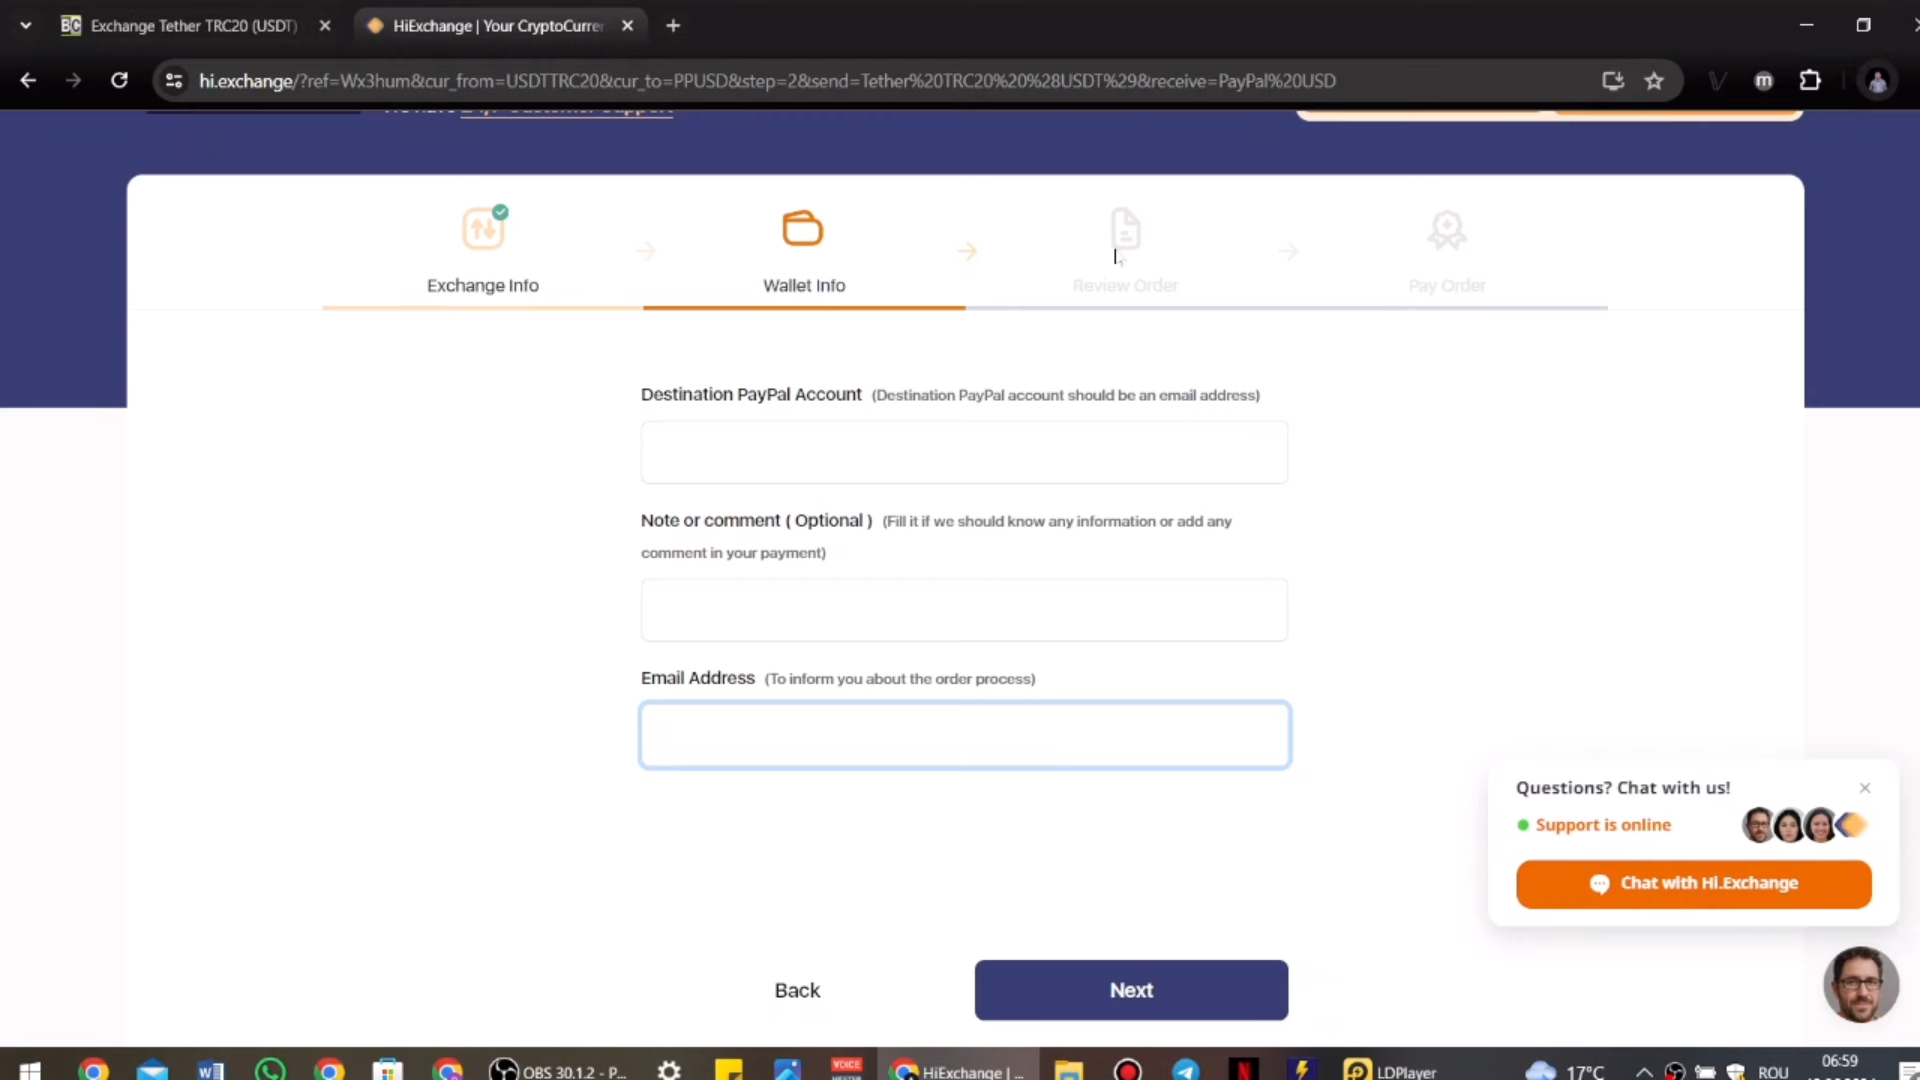 Exchange Tether TRC20 (USDT)
HiExchange | Your CryptoCurre
hi.exchange/?ref=Wx3hum&cur_from=USDTTRC20&cur_to=PPUSD&step=2&send=Tether%20TRC20%20%28USDT%29&receive=PayPal%20USD
Exchange Info
Wallet Info
Review Order
Pay Order
Destination PayPal Account (Destination PayPal account should be an email address)
Note or comment ( Optional ) (Fill it if we should know any information or add any
comment in your payment)
Email Address (To inform you about the order process)
Questions? Chat with us!
Support is online
Chat with Hi.Exchange
Back
Next
OBS 30.1.2 - P...
VOICE
HiExchange | ...
LDPlayer
17°C
ROU
06:59